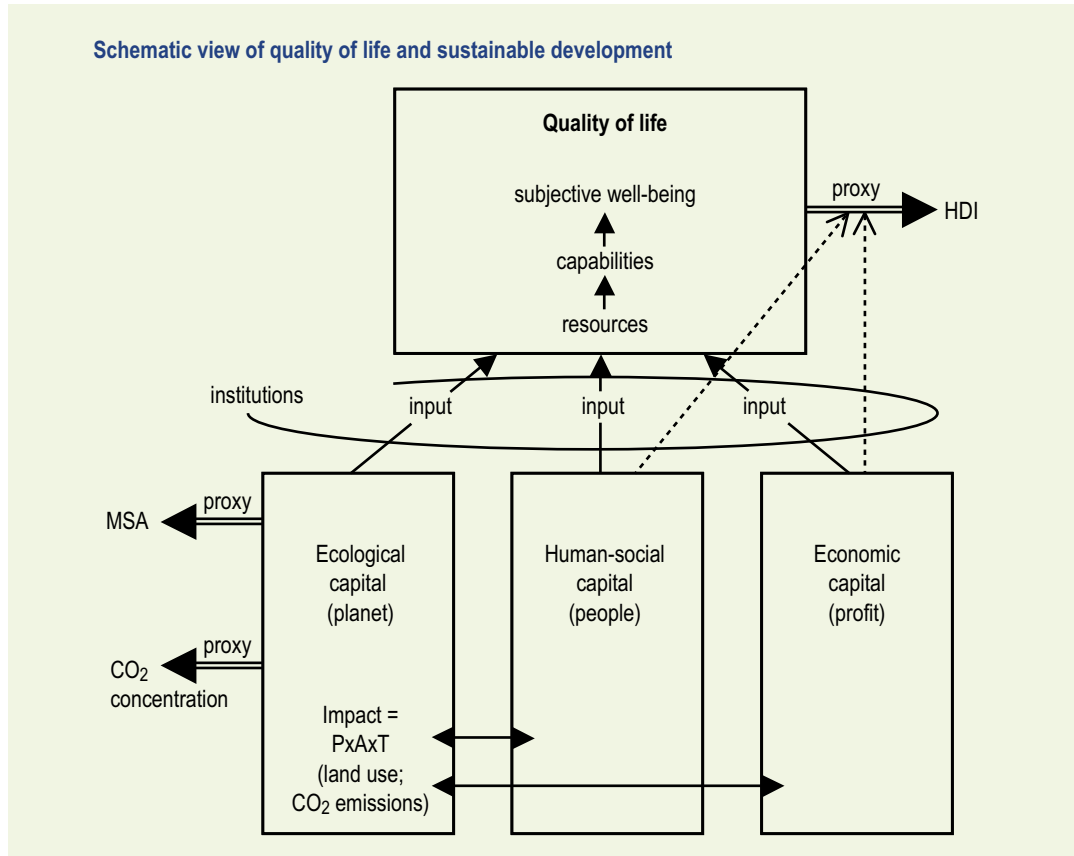 Schematic view of quality of life and sustainable development
Quality of life
subjective well-being
capabilities
resources
proxy
HDI
institutions
input
input
input
MSA
proxy
CO2
concentration
proxy
Ecological
capital
(planet)
Impact =
PxAxT
(land use;
CO2 emissions)
Human-social
capital
(people)
Economic
capital
(profit)